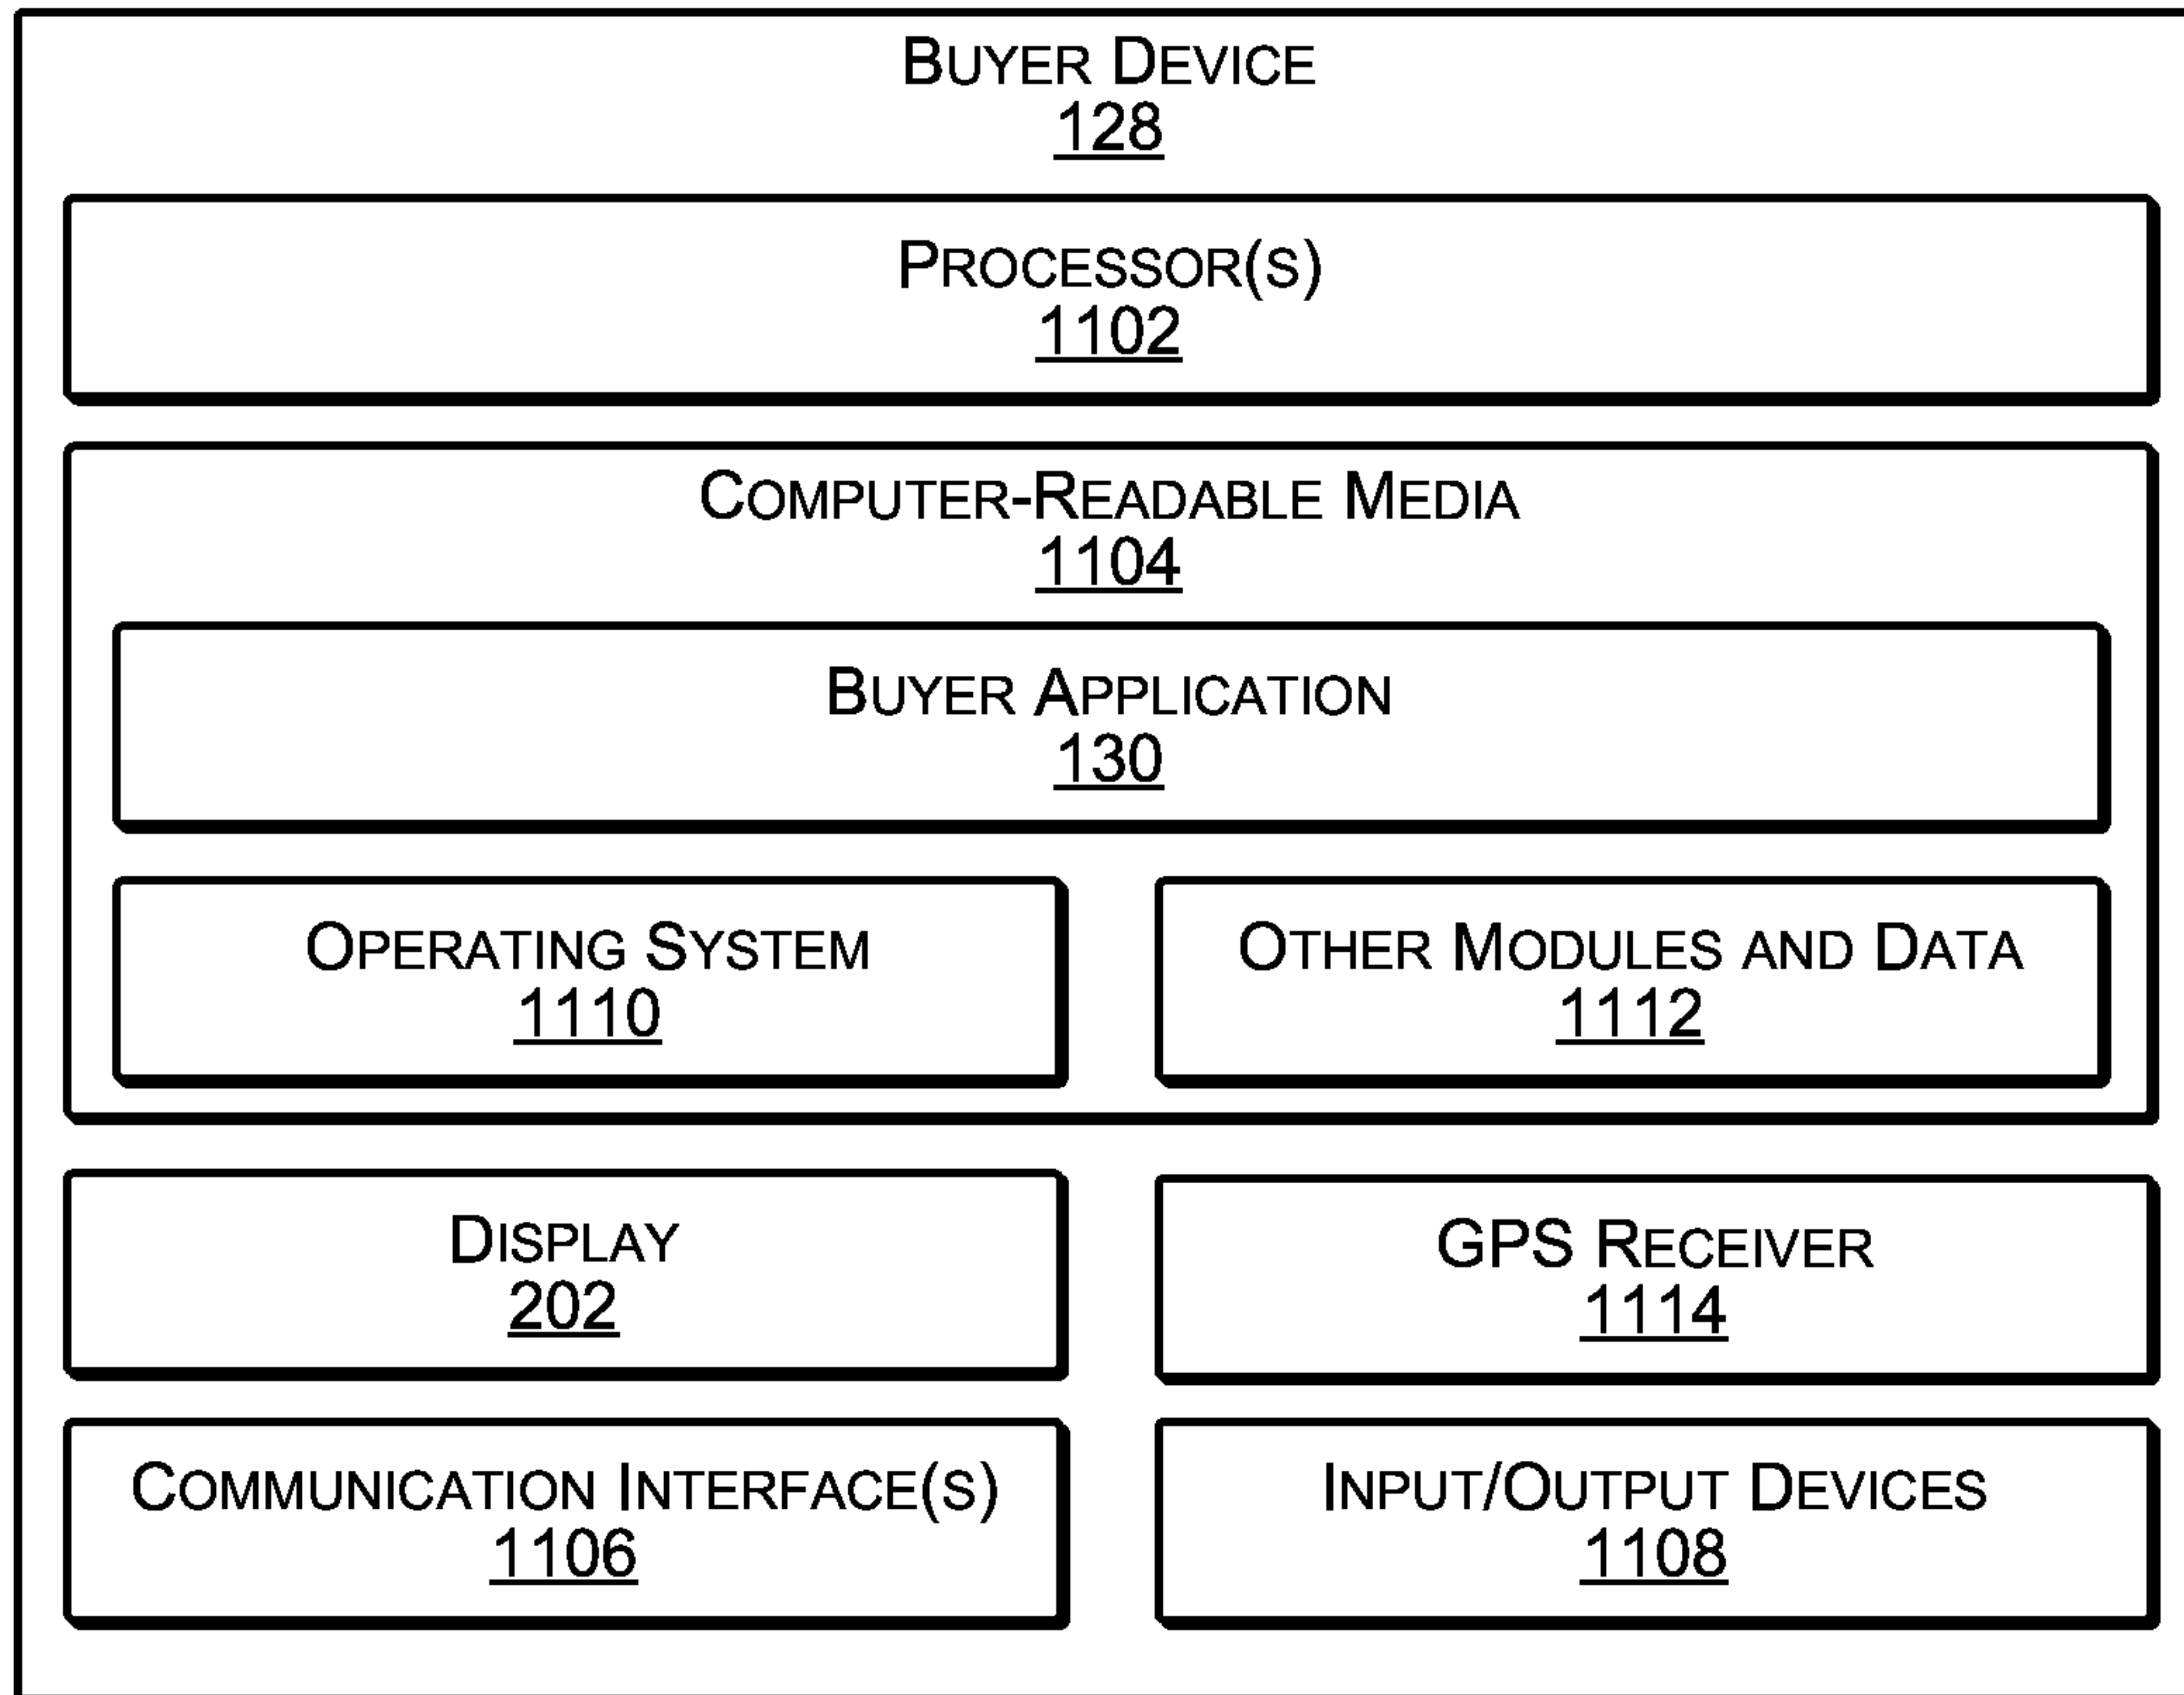 BUYER DEVICE
128
PROCESSOR(S)
1102
COMPUTER-READABLE MEDIA
1104
BUYER APPLICATION
130
OPERATING SYSTEM
1110
OTHER MODULES AND DATA
1112
DISPLAY
202
GPS RECEIVER
1114
COMMUNICATION INTERFACE(S)
1106
INPUT/OUTPUT DEVICES
1108